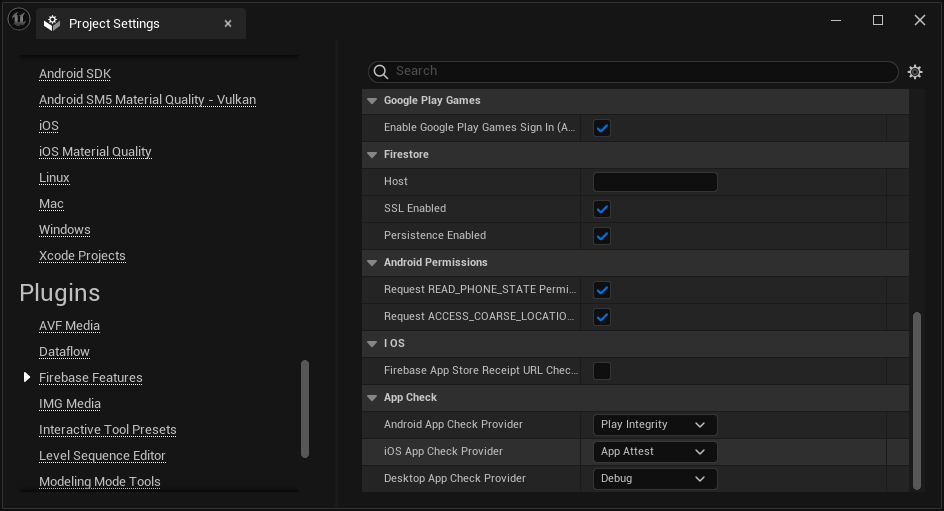 Project Settings
Android SDK
Android SM5 Material Quality - Vulkan
iOS
iOS Material Quality
Linux
Mac
Windows
Xcode Projects
Plugins
AVF Media
Dataflow
Firebase Features
IMG Media
Interactive Tool Presets
Level Sequence Editor
Modeling Mode Tools
Search
Google Play Games
Enable Google Play Games Sign In (A...
Firestore
Host
SSL Enabled
Persistence Enabled
Android Permissions
Request READ_PHONE_STATE Permi...
Request ACCESS_COARSE_LOCATIO...
I OS
Firebase App Store Receipt URL Chec...
App Check
Android App Check Provider Play Integrity
iOS App Check Provider App Attest
Desktop App Check Provider Debug